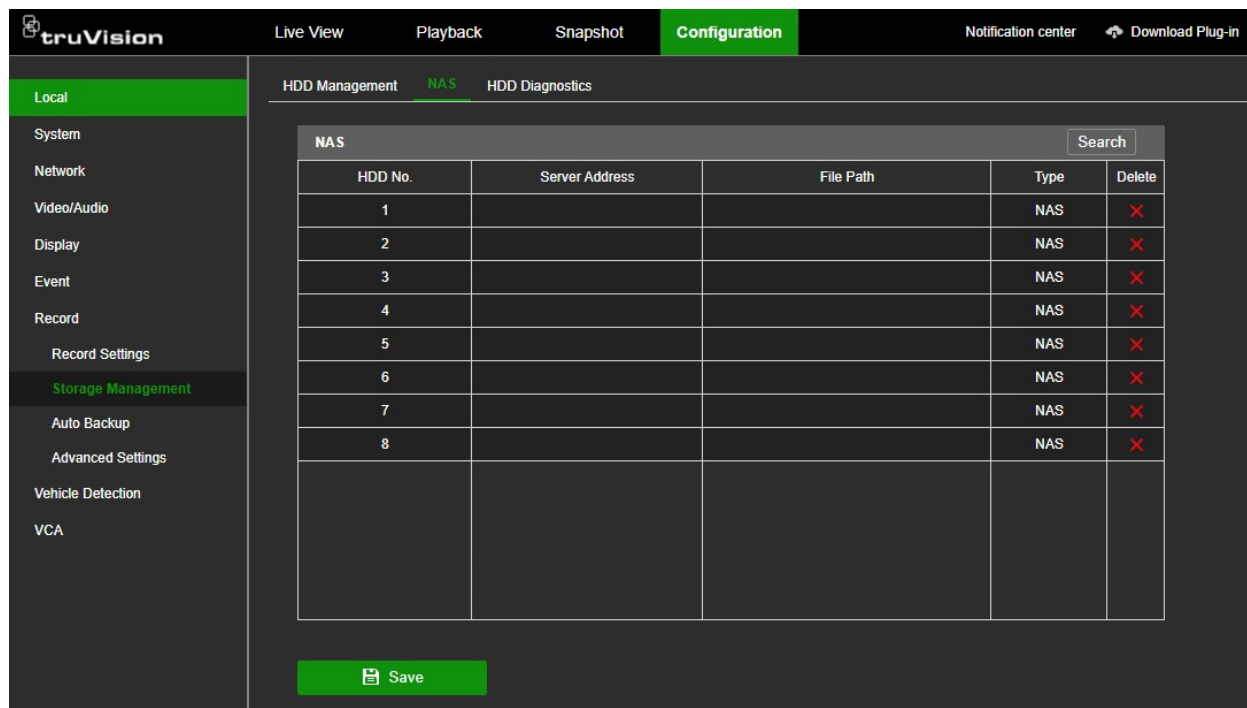 truVision Live View Playback Snapshot Configuration Notification center Download Plug-in
HDD Management NAS HDD Diagnostics
Local
System
Network
Video/Audio
Display
Event
Record
Record Settings
Storage Management
Auto Backup
Advanced Settings
Vehicle Detection
VCA
NAS Search
HDD No. Server Address File Path Type Delete
1 NAS
2 NAS
3 NAS
4 NAS
5 NAS
6 NAS
7 NAS
8 NAS
Save